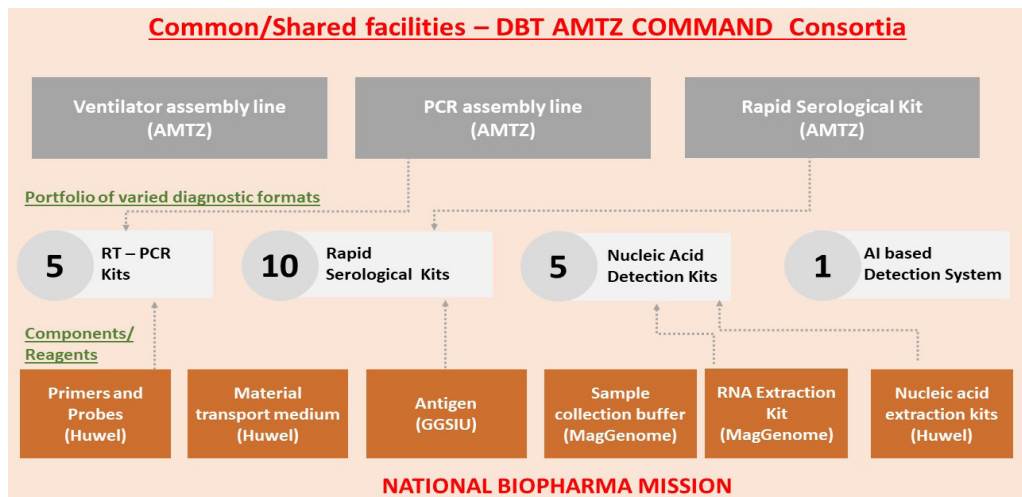 Common/Shared facilities – DBT AMTZ COMMAND Consortia
Ventilator assembly line
(AMTZ)
PCR assembly line
(AMTZ)
Rapid Serological Kit
(AMTZ)
Portfolio of varied diagnostic formats
5
RT – PCR
Kits
10
Rapid
Serological Kits
5
Nucleic Acid
Detection Kits
1
AI based
Detection System
Components/
Reagents
Primers and
Probes
(Huwel)
Material
transport medium
(Huwel)
Antigen
(GGSIU)
Sample
collection buffer
(MagGenome)
RNA Extraction
Kit
(MagGenome)
Nucleic acid
extraction kits
(Huwel)
NATIONAL BIOPHARMA MISSION